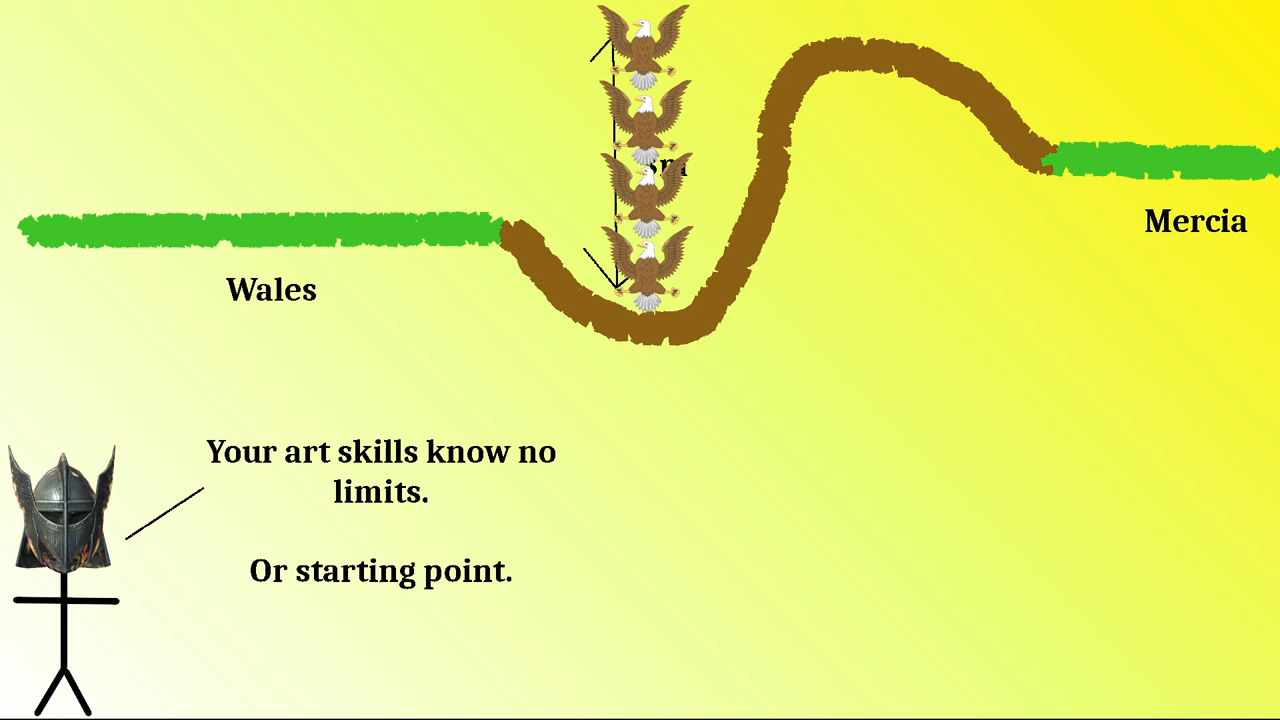 Wales
Mercia
Your art skills know no
limits.
Or starting point.